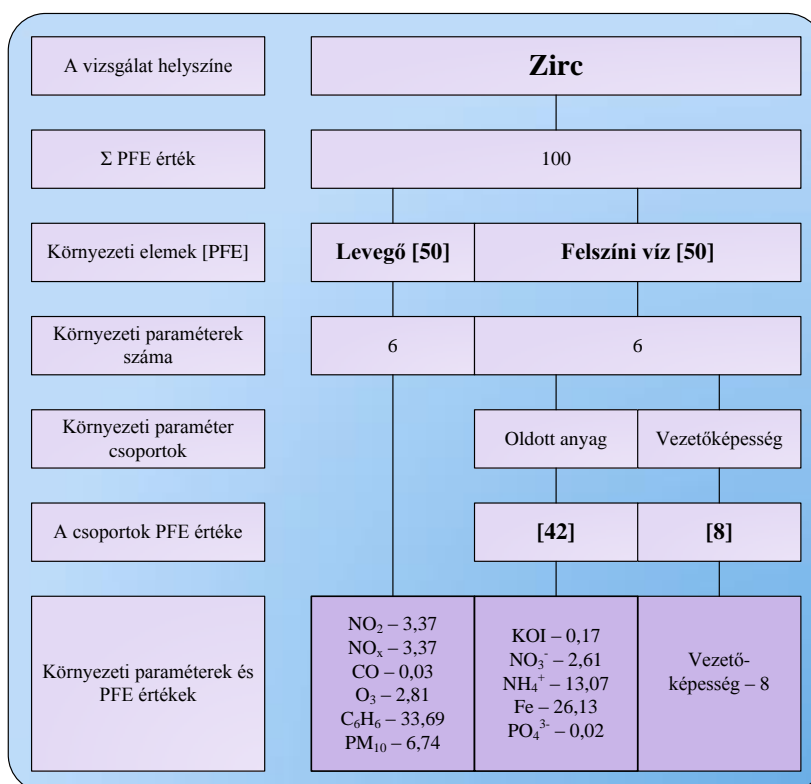 A vizsgálat helyszíne
Zirc
Σ PFE érték
100
Környezeti elemek [PFE]
Levegő [50]
Felszíni víz [50]
Környezeti paraméterek
száma
6
6
Környezeti paraméter
csoportok
Oldott anyag
Vezetőképesség
A csoportok PFE értéke
[42]
[8]
Környezeti paraméterek és
PFE értékek
NO₂ – 3,37
NOₓ – 3,37
CO – 0,03
O₃ – 2,81
C₆H₆ – 33,69
PM₁₀ – 6,74
KOI – 0,17
NO₃⁻ – 2,61
NH₄⁺ – 13,07
Fe – 26,13
PO₄³⁻ – 0,02
Vezető-
képesség – 8